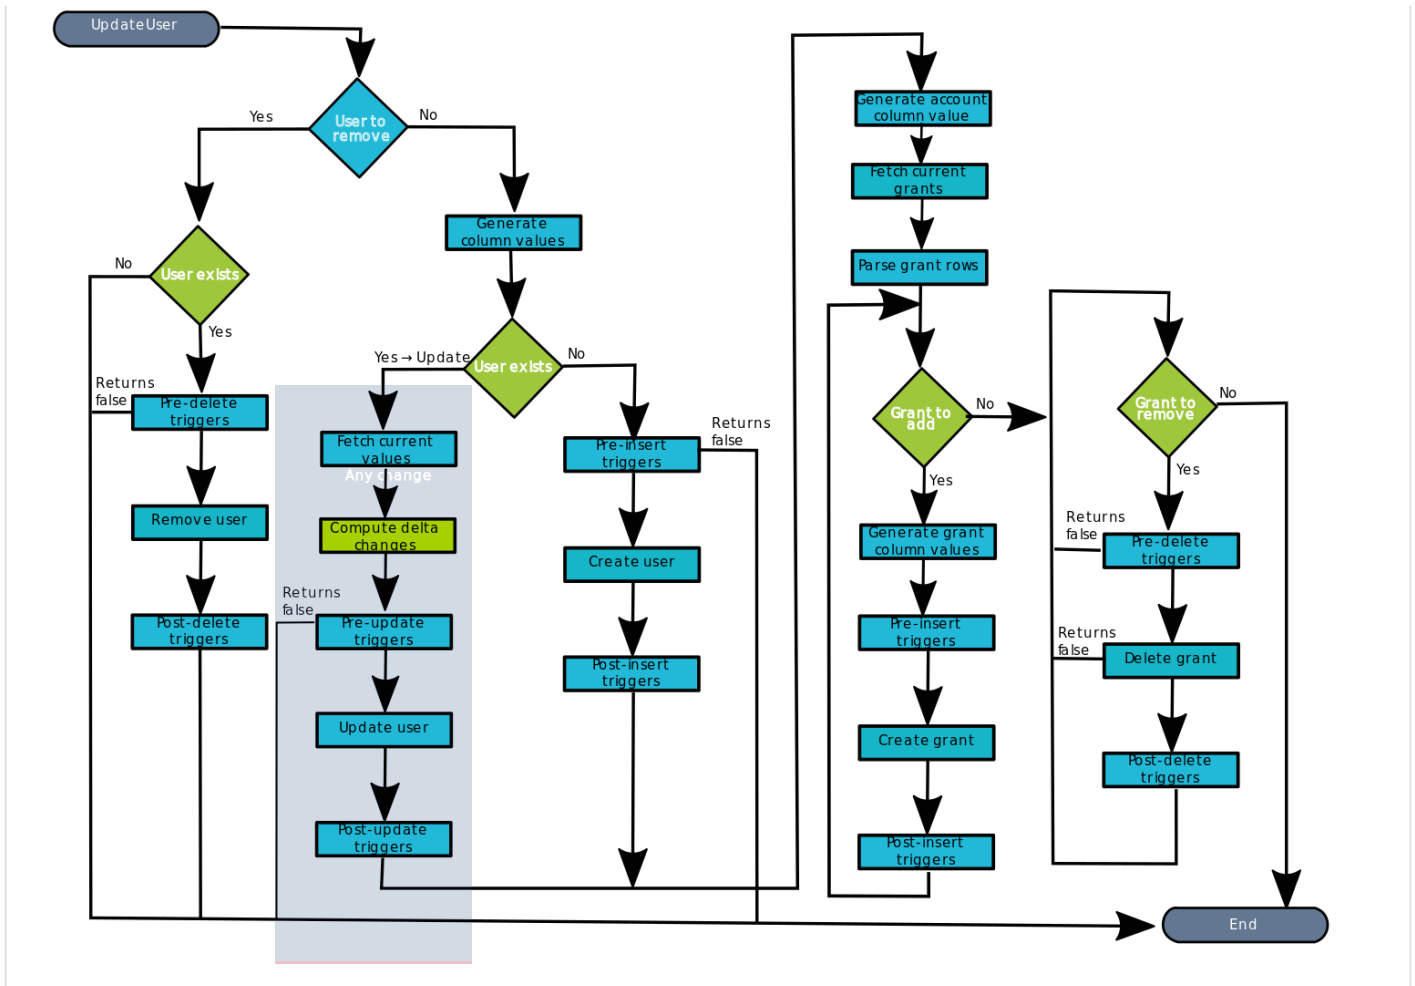 UpdateUser
User to
remove
Yes
No
Generate
column values
User exists
No
Yes
Returns
false
Pre-delete
triggers
Remove user
Post-delete
triggers
User exists
Yes → Update
No
Fetch current
values
Any change
Compute delta
changes
Returns
false
Pre-update
triggers
Update user
Post-update
triggers
Pre-insert
triggers
Returns
false
Create user
Post-insert
triggers
Generate account
column value
Fetch current
grants
Parse grant rows
Grant to
add
No
Yes
Generate grant
column values
Pre-insert
triggers
Create grant
Post-insert
triggers
Grant to
remove
No
Yes
Returns
false
Pre-delete
triggers
Returns
false
Delete grant
Post-delete
triggers
End